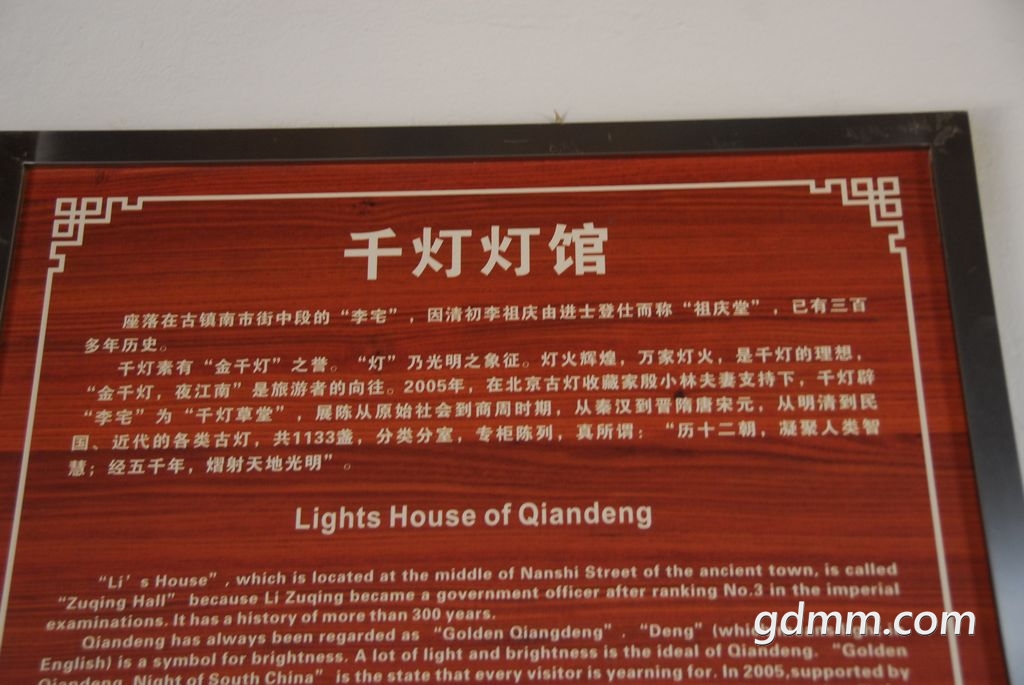 千灯灯馆
座落在古镇南市街中段的“李宅”，因清初李祖庆由进士登仕而称“祖庆堂”，已有三百
多年历史。
千灯素有“金千灯”之誉。“灯”乃光明之象征。灯火辉煌，万家灯火，是千灯的理想，
“金千灯，夜江南”是旅游者的向往。2005年，在北京古灯收藏家殷小林夫妻支持下，千灯辟
“李宅”为“千灯草堂”，展陈从原始社会到商周时期，从秦汉到晋隋唐宋元，从明清到民
国、近代的各类古灯，共1133盏，分类分室，专柜陈列，真所谓：“历十二朝，凝聚人类智
慧；经五千年，熠射天地光明”。
Lights House of Qiandeng
“Li’s House”, which is located at the middle of Nanshi Street of the ancient town, is called
“Zuqing Hall” because Li Zuqing became a government officer after ranking No.3 in the imperial
examinations. It has a history of more than 300 years.
Qiandeng has always been regarded as “Golden Qiangdeng”. “Deng”
English) is a symbol for brightness. A lot of light and brightness is the ideal of Qiandeng. “Golden
Qiandeng, Night of South China” is the state that every visitor is yearning for. In 2005,supported by
gdmm.com